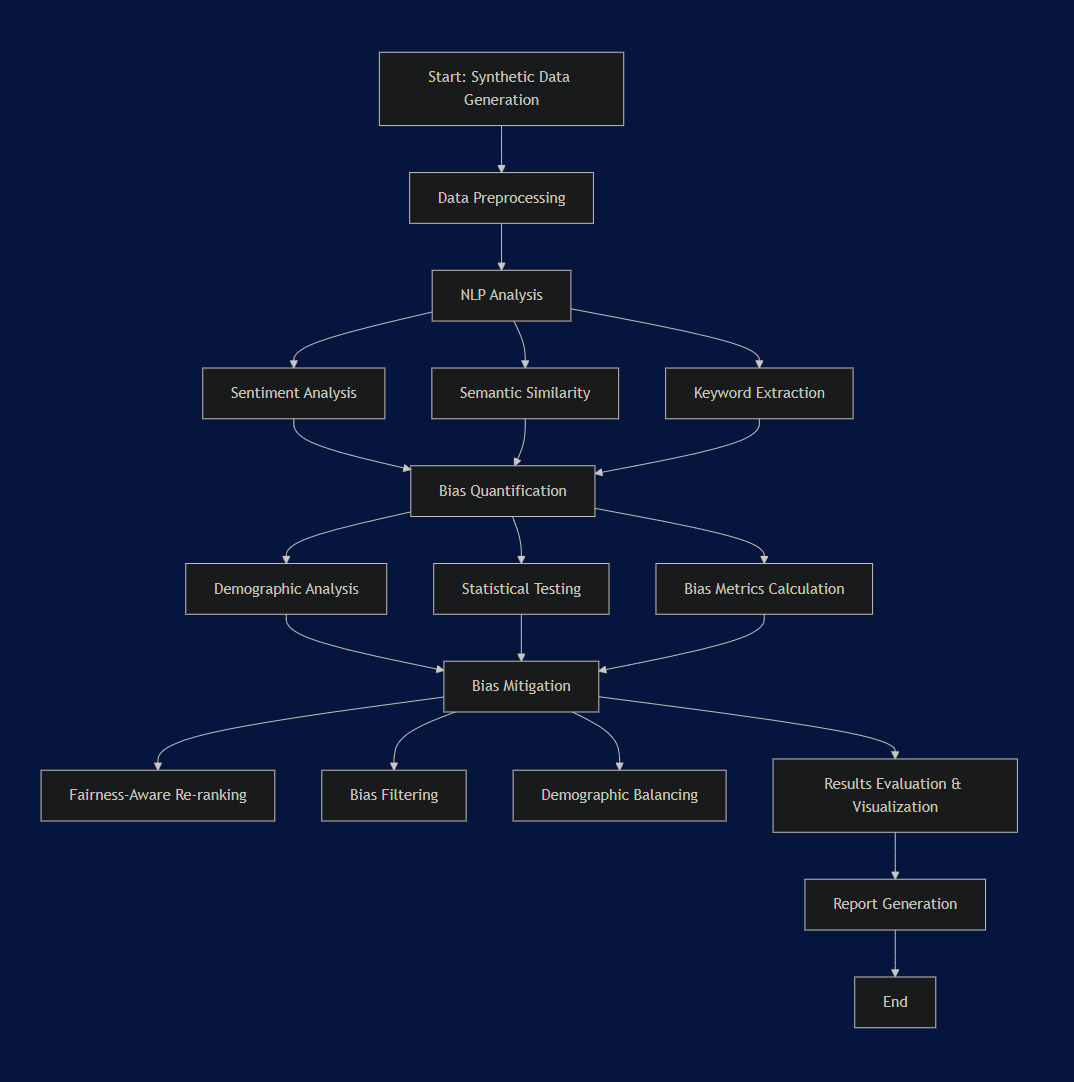 Start: Synthetic Data
Generation
Data Preprocessing
NLP Analysis
Sentiment Analysis
Semantic Similarity
Keyword Extraction
Bias Quantification
Demographic Analysis
Statistical Testing
Bias Metrics Calculation
Bias Mitigation
Fairness-Aware Re-ranking
Bias Filtering
Demographic Balancing
Results Evaluation &
Visualization
Report Generation
End